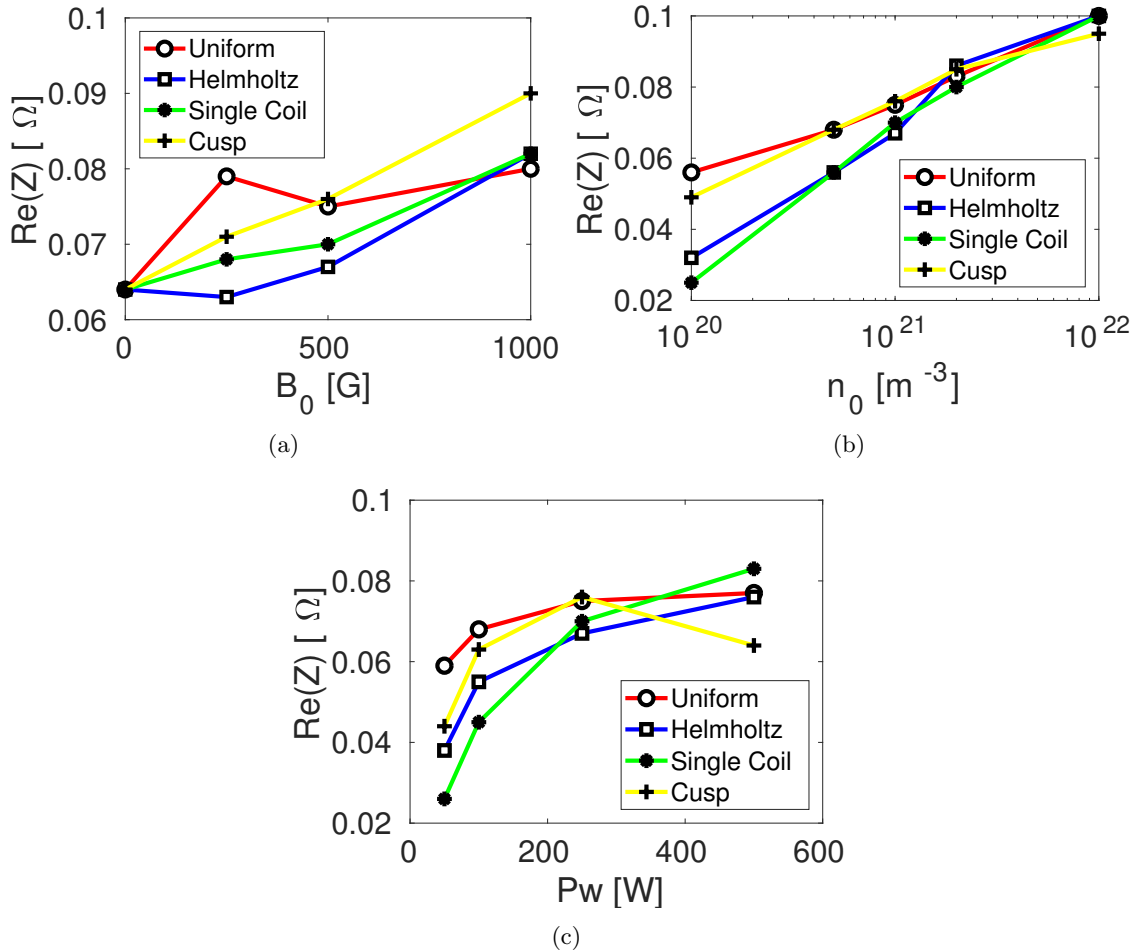 0.1
0.09
0.08
0.07
0.06
Re(Z) [ Ω]
Uniform
Helmholtz
Single Coil
Cusp
0
500
1000
B_0 [G]
(a)
0.1
0.08
0.06
0.04
0.02
Re(Z) [ Ω]
Uniform
Helmholtz
Single Coil
Cusp
10^20
10^21
10^22
n_0 [m^-3]
(b)
0.1
0.08
0.06
0.04
0.02
Re(Z) [ Ω]
Uniform
Helmholtz
Single Coil
Cusp
0
200
400
600
Pw [W]
(c)